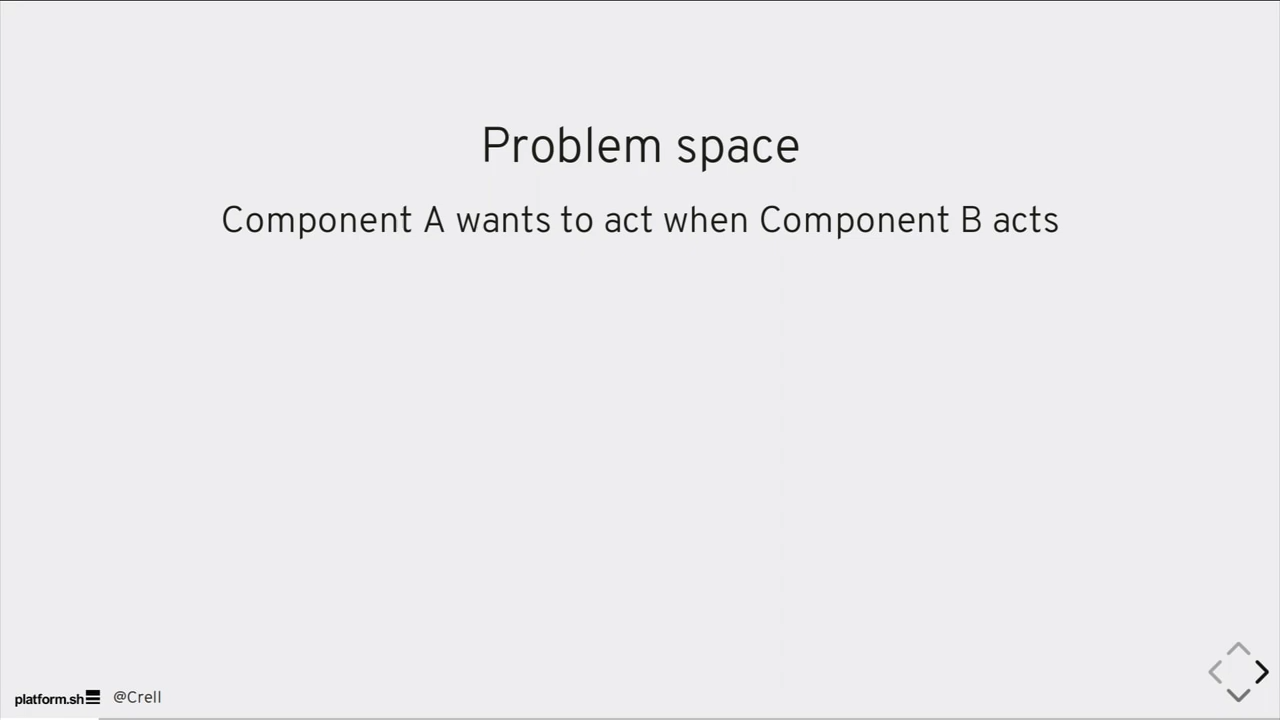 Problem space
Component A wants to act when Component B acts
platform.sh @Crell